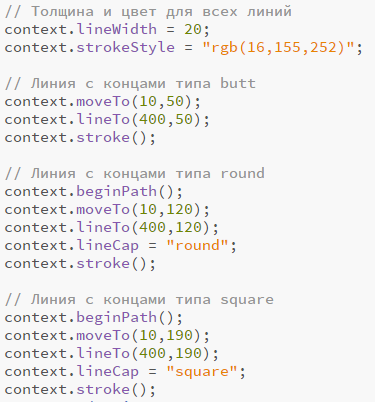 // Толщина и цвет для всех линий
context.lineWidth = 20;
context.strokeStyle = "rgb(16,155,252)";
// Линия с концами типа butt
context.moveTo(10,50);
context.lineTo(400,50);
context.stroke();
// Линия с концами типа round
context.beginPath();
context.moveTo(10,120);
context.lineTo(400,120);
context.lineCap = "round";
context.stroke();
// Линия с концами типа square
context.beginPath();
context.moveTo(10,190);
context.lineTo(400,190);
context.lineCap = "square";
context.stroke();